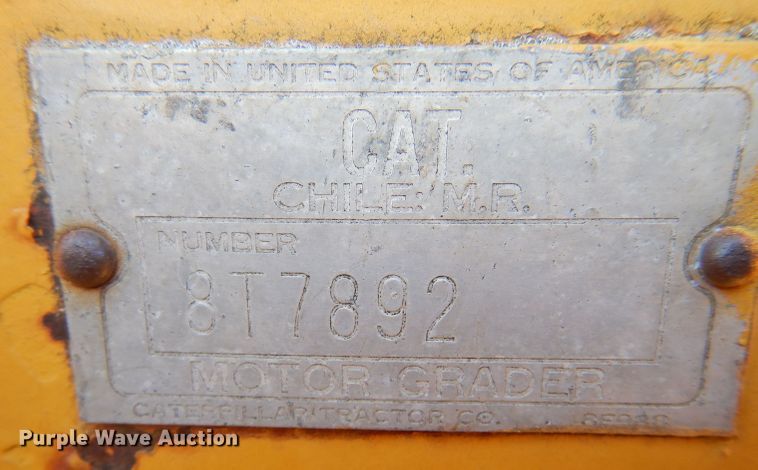 MADE IN UNITED STATES OF AMERICA
CAT.
CHILE: M.R.
NUMBER
8T7892
MOTOR GRADER
CATERPILLAR TRACTOR CO.
Purple Wave Auction